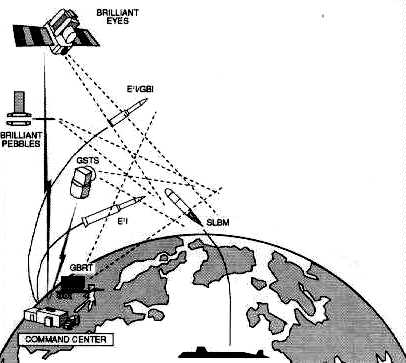 BRILLIANT
EYES
E²I/GBI
BRILLIANT
PEBBLES
GSTS
E²I
SLBM
GBRT
COMMAND CENTER